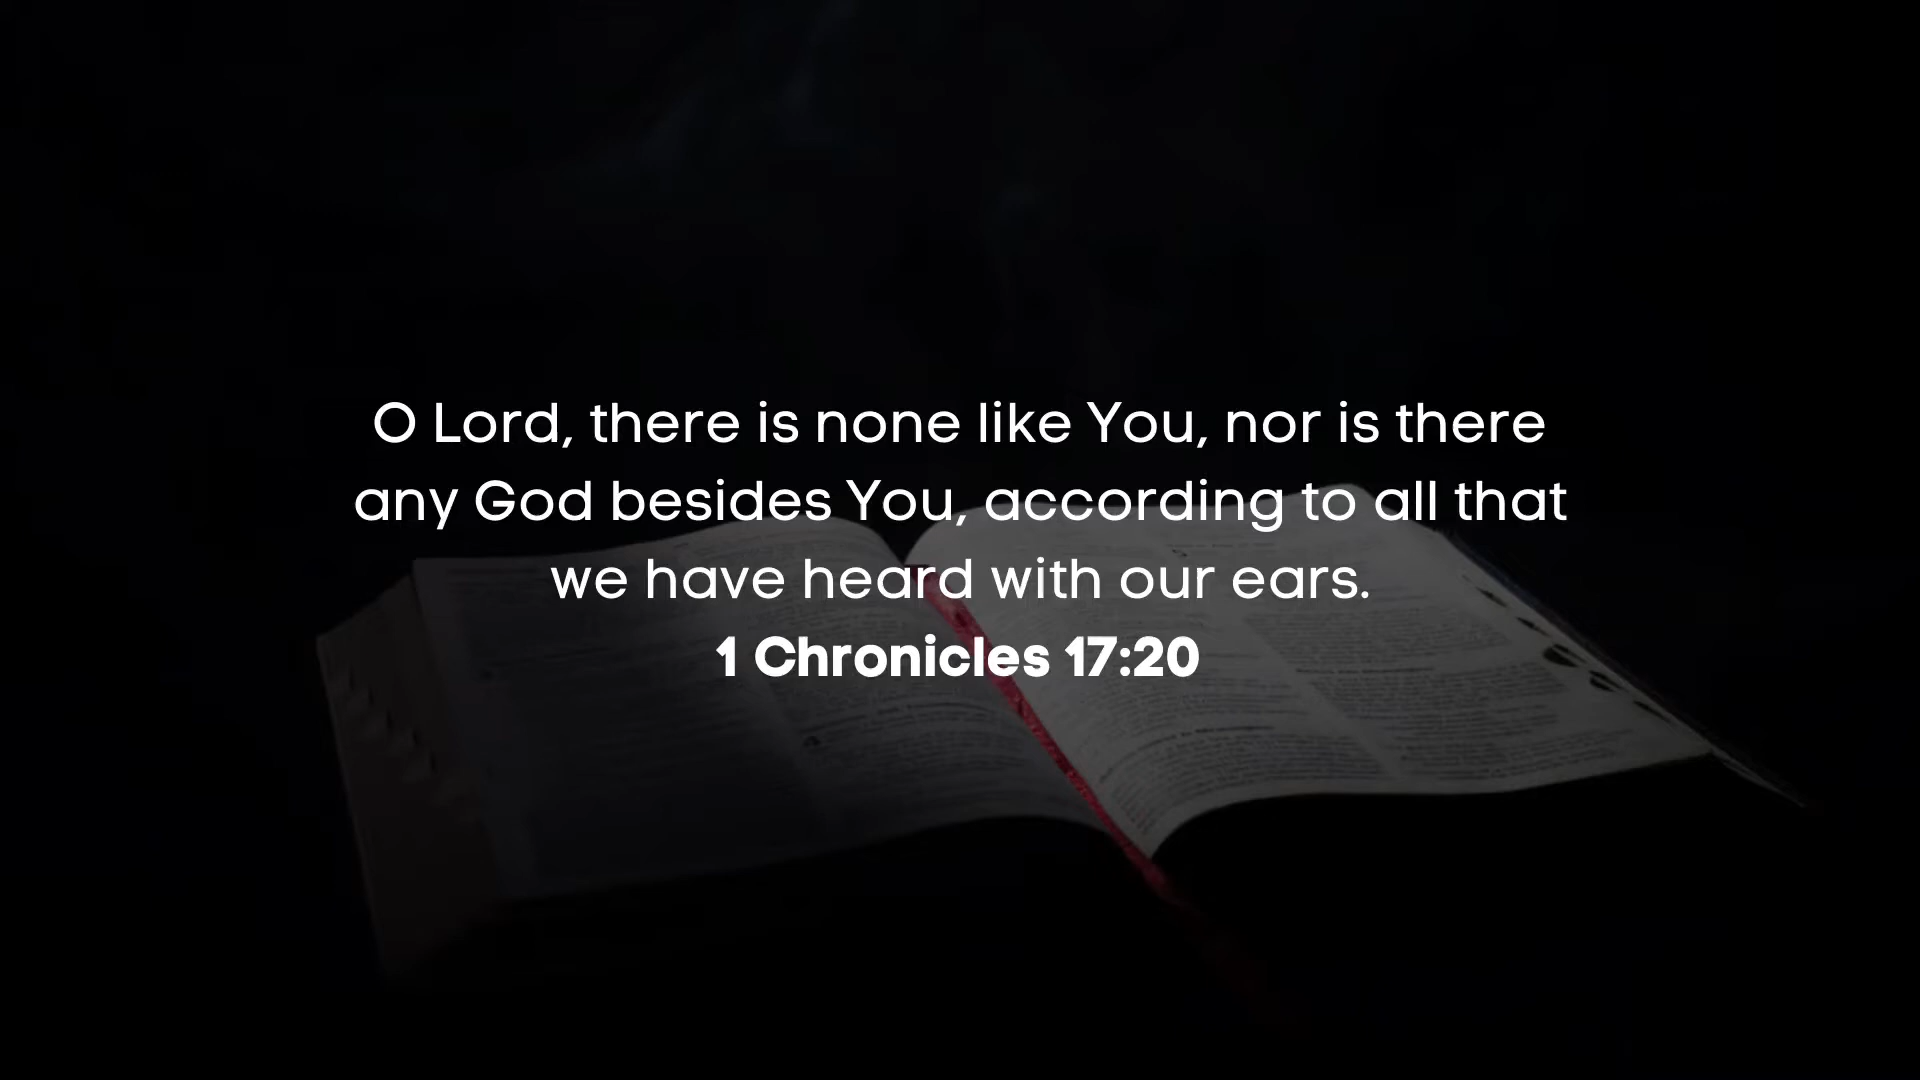 O Lord, there is none like You, nor is there
any God besides You, according to all that
we have heard with our ears.
1 Chronicles 17:20